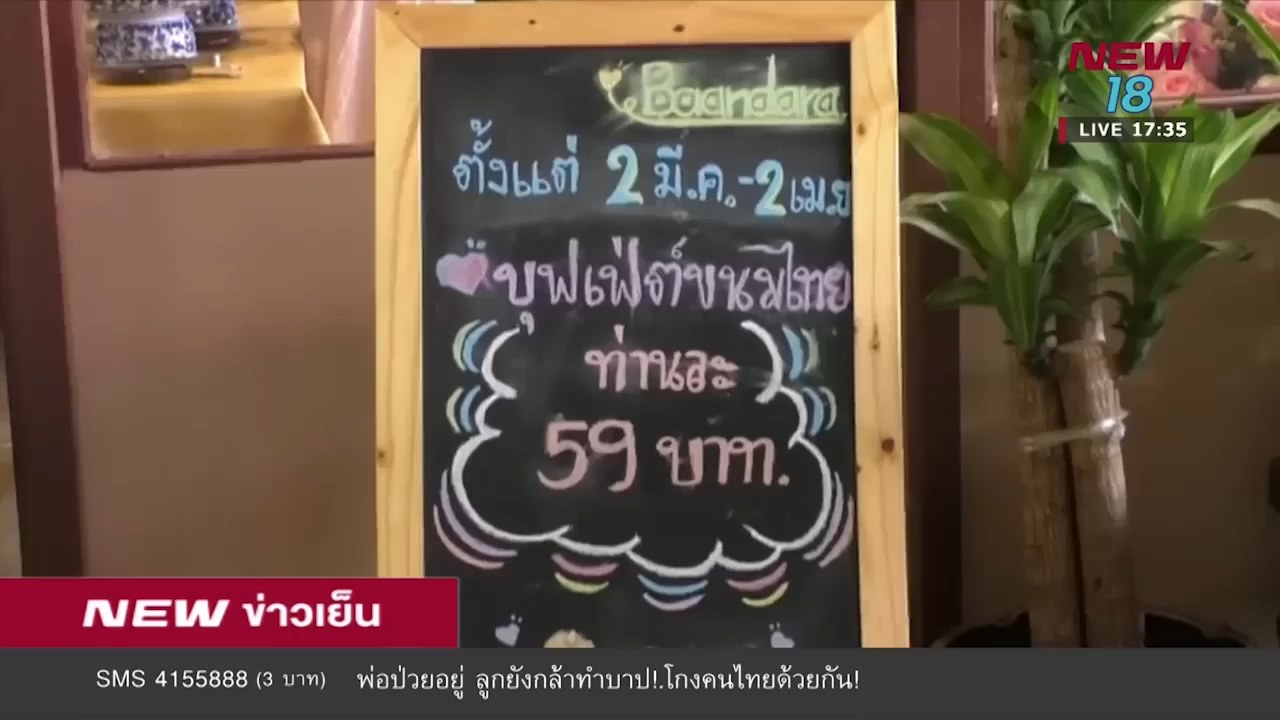 Baandara
ตั้งแต่ 2 มี.ค.-2 เม.ย
บุฟเฟ่ต์ขนมไทย
ท่านละ
59 บาท.
NEW
18
LIVE 17:35
NEW ข่าวเย็น
SMS 4155888 (3 บาท) พ่อป่วยอยู่ ลูกยังกล้าทำบาป!.โกงคนไทยด้วยกัน!